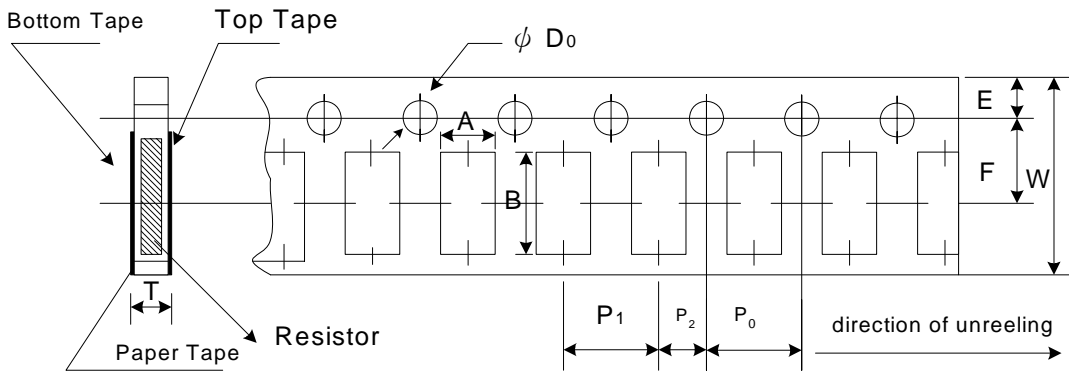 Bottom Tape
Top Tape
ϕ D0
A
B
E
F
W
T
P1
P2
P0
Resistor
Paper Tape
direction of unreeling